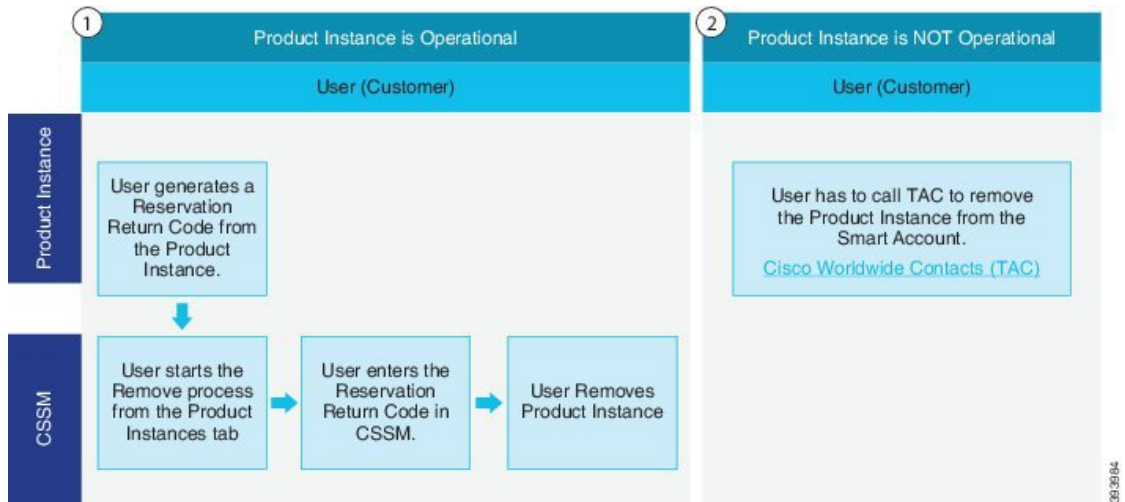 1
Product Instance is Operational
User (Customer)
2
Product Instance is NOT Operational
User (Customer)
Product Instance
User generates a
Reservation
Return Code from
the Product
Instance.
User has to call TAC to remove
the Product Instance from the
Smart Account.
Cisco Worldwide Contacts (TAC)
CSSM
User starts the
Remove process
from the Product
Instances tab
User enters the
Reservation
Return Code in
CSSM.
User Removes
Product Instance
393984